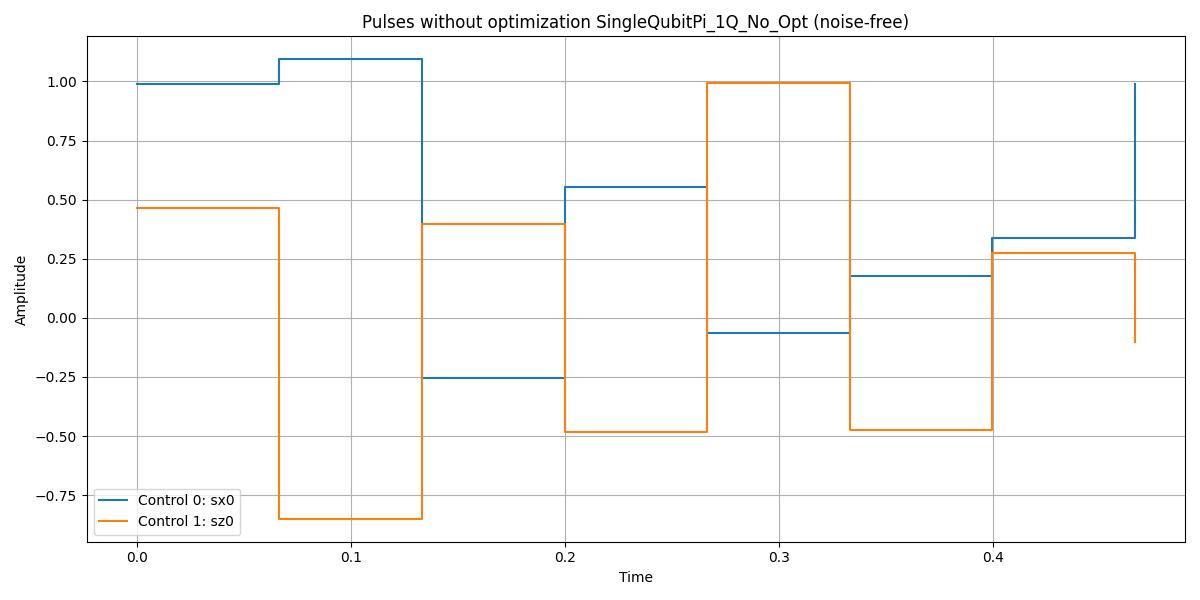 Pulses without optimization SingleQubitPi_1Q_No_Opt (noise-free)
Amplitude
1.00
0.75
0.50
0.25
0.00
−0.25
−0.50
−0.75
Control 0: sx0
Control 1: sz0
0.0 0.1 0.2 0.3 0.4
Time